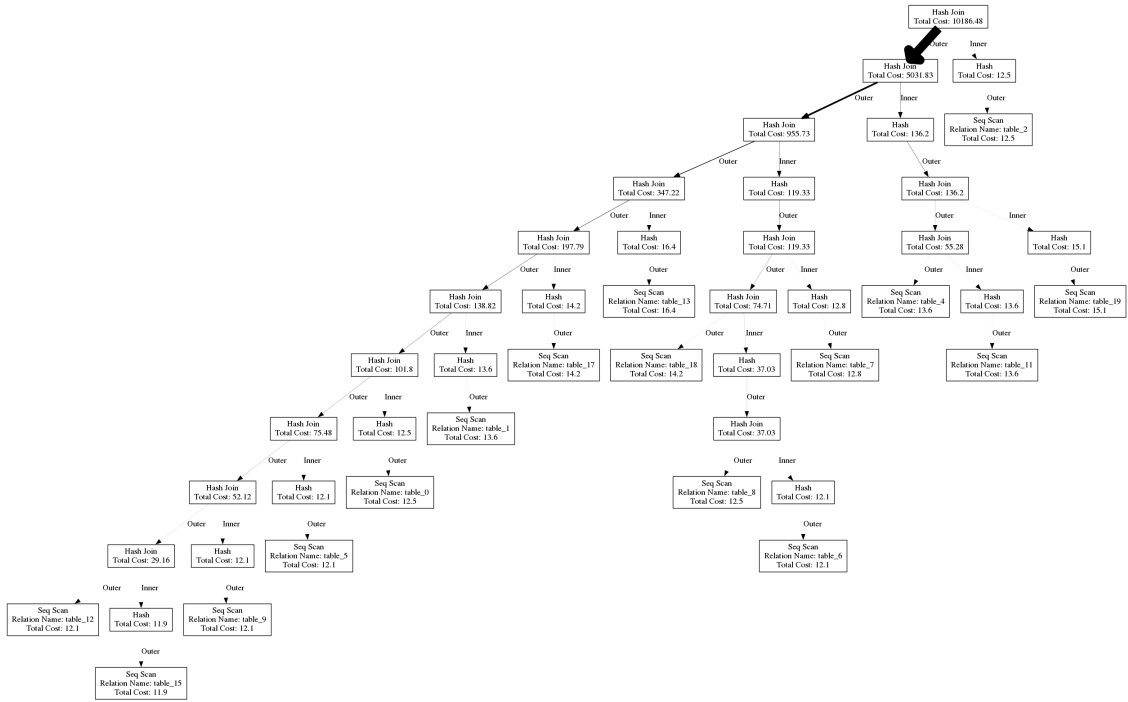 Hash Join
Total Cost: 10186.48
Outer
Inner
Hash Join
Total Cost: 5031.83
Hash
Total Cost: 12.5
Outer
Inner
Outer
Hash Join
Total Cost: 955.73
Hash
Total Cost: 136.2
Seq Scan
Relation Name: table_2
Total Cost: 12.5
Outer
Inner
Outer
Hash Join
Total Cost: 347.22
Hash
Total Cost: 119.33
Hash Join
Total Cost: 136.2
Outer
Inner
Outer
Outer
Inner
Hash Join
Total Cost: 197.79
Hash
Total Cost: 16.4
Hash Join
Total Cost: 119.33
Hash Join
Total Cost: 55.28
Hash
Total Cost: 15.1
Outer
Inner
Outer
Outer
Inner
Outer
Inner
Outer
Hash Join
Total Cost: 138.82
Hash
Total Cost: 14.2
Seq Scan
Relation Name: table_13
Total Cost: 16.4
Hash Join
Total Cost: 74.71
Hash
Total Cost: 12.8
Seq Scan
Relation Name: table_4
Total Cost: 13.6
Hash
Total Cost: 13.6
Seq Scan
Relation Name: table_19
Total Cost: 15.1
Outer
Inner
Outer
Outer
Inner
Outer
Outer
Hash Join
Total Cost: 101.8
Hash
Total Cost: 13.6
Seq Scan
Relation Name: table_17
Total Cost: 14.2
Seq Scan
Relation Name: table_18
Total Cost: 14.2
Hash
Total Cost: 37.03
Seq Scan
Relation Name: table_7
Total Cost: 12.8
Seq Scan
Relation Name: table_11
Total Cost: 13.6
Outer
Inner
Outer
Outer
Hash Join
Total Cost: 75.48
Hash
Total Cost: 12.5
Seq Scan
Relation Name: table_1
Total Cost: 13.6
Hash Join
Total Cost: 37.03
Outer
Inner
Outer
Outer
Inner
Hash Join
Total Cost: 52.12
Hash
Total Cost: 12.1
Seq Scan
Relation Name: table_0
Total Cost: 12.5
Seq Scan
Relation Name: table_8
Total Cost: 12.5
Hash
Total Cost: 12.1
Outer
Inner
Outer
Outer
Hash Join
Total Cost: 29.16
Hash
Total Cost: 12.1
Seq Scan
Relation Name: table_5
Total Cost: 12.1
Seq Scan
Relation Name: table_6
Total Cost: 12.1
Outer
Inner
Outer
Seq Scan
Relation Name: table_12
Total Cost: 12.1
Hash
Total Cost: 11.9
Seq Scan
Relation Name: table_9
Total Cost: 12.1
Outer
Seq Scan
Relation Name: table_15
Total Cost: 11.9